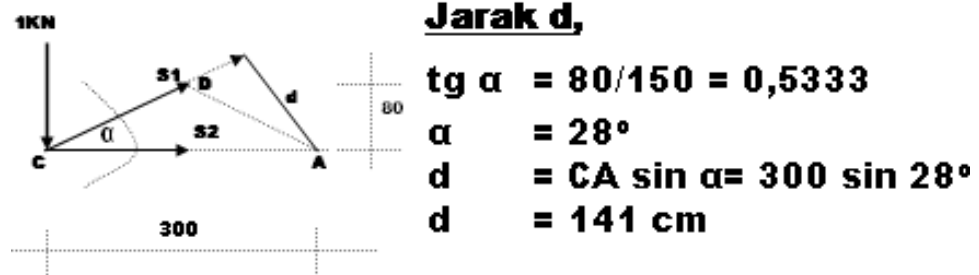 Jarak d,
1KN
S1
D
d
tg α = 80/150 = 0,5333
80
α
S2
α = 28°
C
A
d = CA sin α= 300 sin 28°
300
d = 141 cm